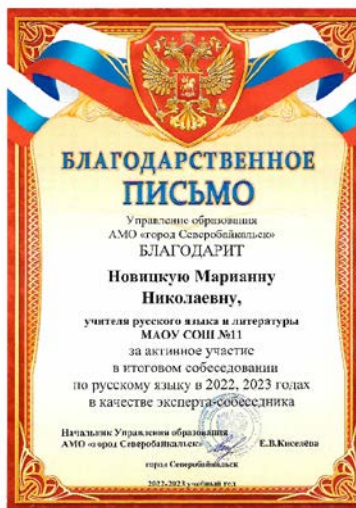 БЛАГОДАРСТВЕННОЕ
ПИСЬМО
Управление образования
АМО «город Северобайкальск»
БЛАГОДАРИТ
Новицкую Марианну
Николаевну,
учителя русского языка и литературы
МАОУ СОШ №11
за активное участие
в итоговом собеседовании
по русскому языку в 2022, 2023 годах
в качестве эксперта-собеседника
Начальник Управления образования
АМО «город Северобайкальск» Е.В.Киселёва
город Северобайкальск
2022-2023 учебный год